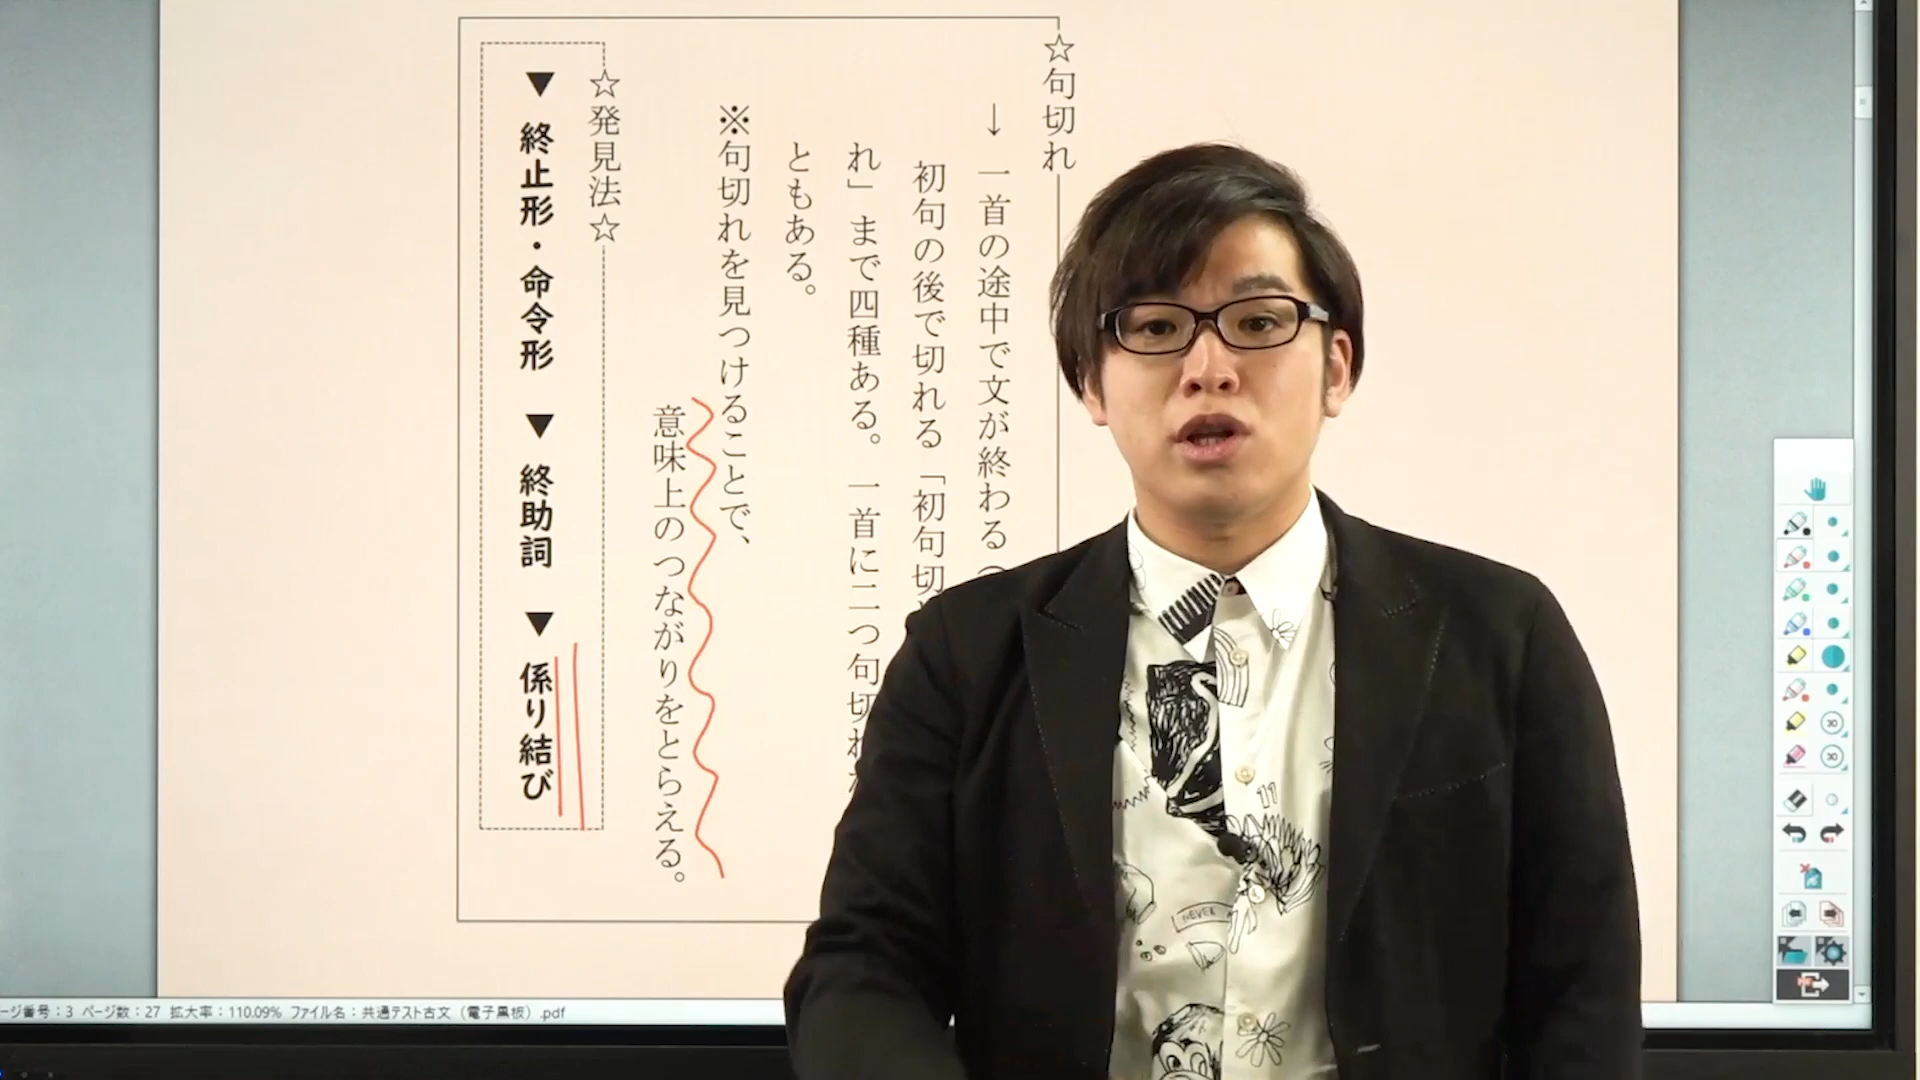 ☆句切れ
↓ 一首の途中で文が終わる
初句の後で切れる「初句切
れ」まで四種ある。一首に二つ句切れ
ともある。
※句切れを見つけることで、
意味上のつながりをとらえる。
☆発見法☆
▼ 終止形・命令形 ▼ 終助詞 ▼ 係り結び
NEVER
11
30
30
ージ番号:3 ページ数:27 拡大率:110.09% ファイル名:共通テスト古文（電子黒板）.pdf